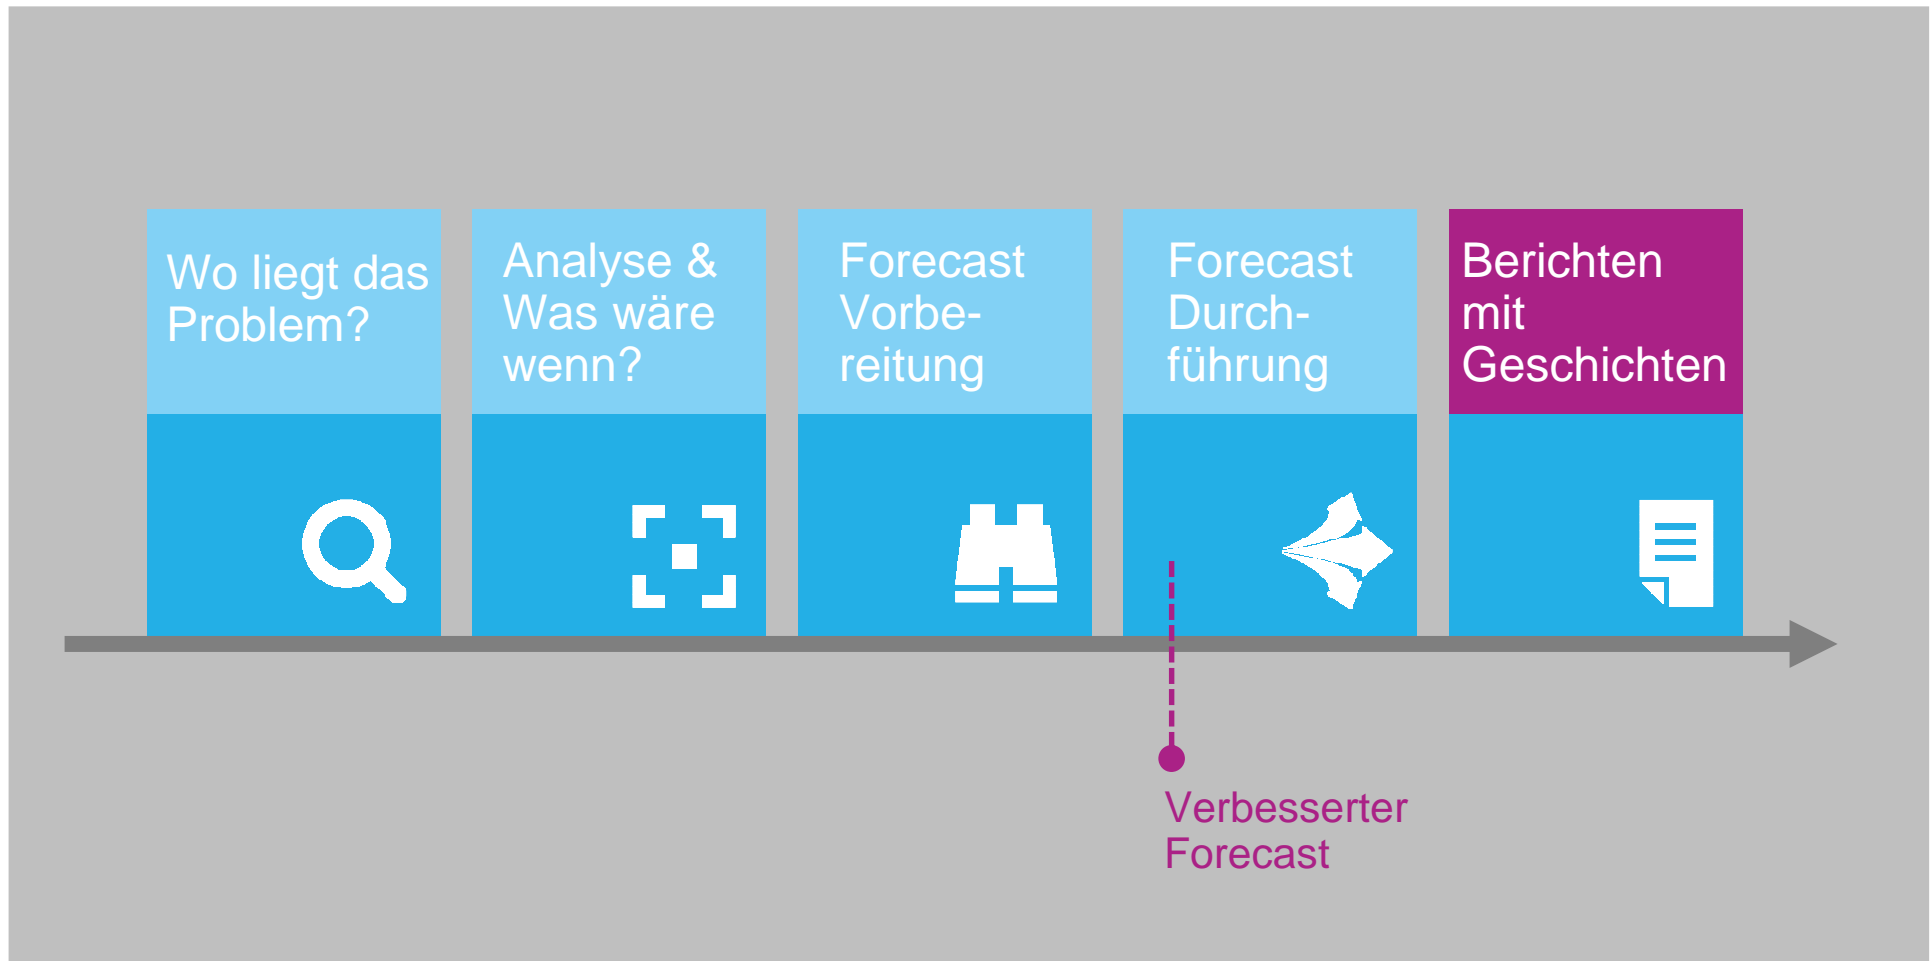 Wo liegt das
Problem?
Analyse &
Was wäre
wenn?
Forecast
Vorbe-
reitung
Forecast
Durch-
führung
Berichten
mit
Geschichten
Verbesserter
Forecast